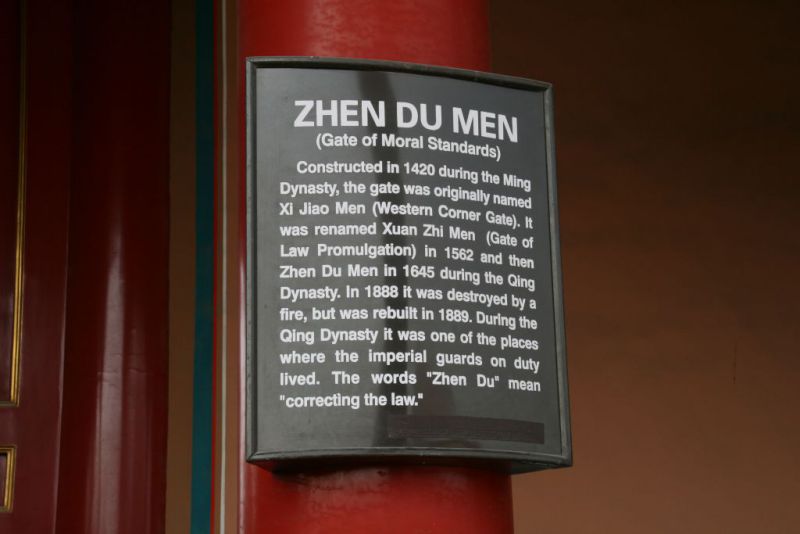 ZHEN DU MEN
(Gate of Moral Standards)
Constructed in 1420 during the Ming
Dynasty, the gate was originally named
Xi Jiao Men (Western Corner Gate). It
was renamed Xuan Zhi Men (Gate of
Law Promulgation) in 1562 and then
Zhen Du Men in 1645 during the Qing
Dynasty. In 1888 it was destroyed by a
fire, but was rebuilt in 1889. During the
Qing Dynasty it was one of the places
where the imperial guards on duty
lived. The words "Zhen Du" mean
"correcting the law."